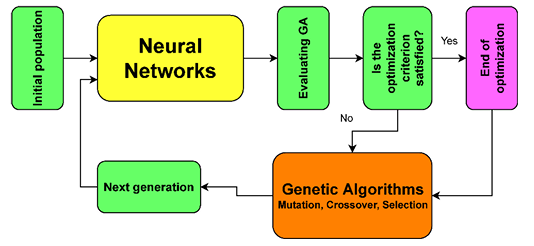 Initial population
Neural
Networks
Evaluating GA
Is the
optimization
criterion
satisfied?
Yes
End of
optimization
No
Next generation
Genetic Algorithms
Mutation, Crossover, Selection